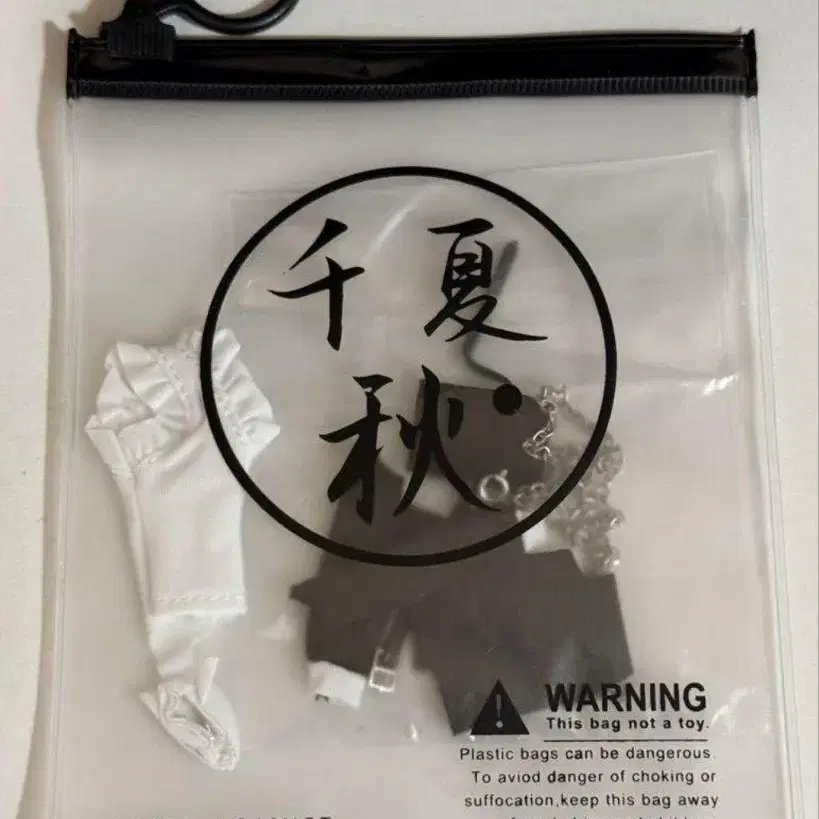 千夏
秋
WARNING
This bag not a toy.
Plastic bags can be dangerous.
To aviod danger of choking or
suffocation,keep this bag away